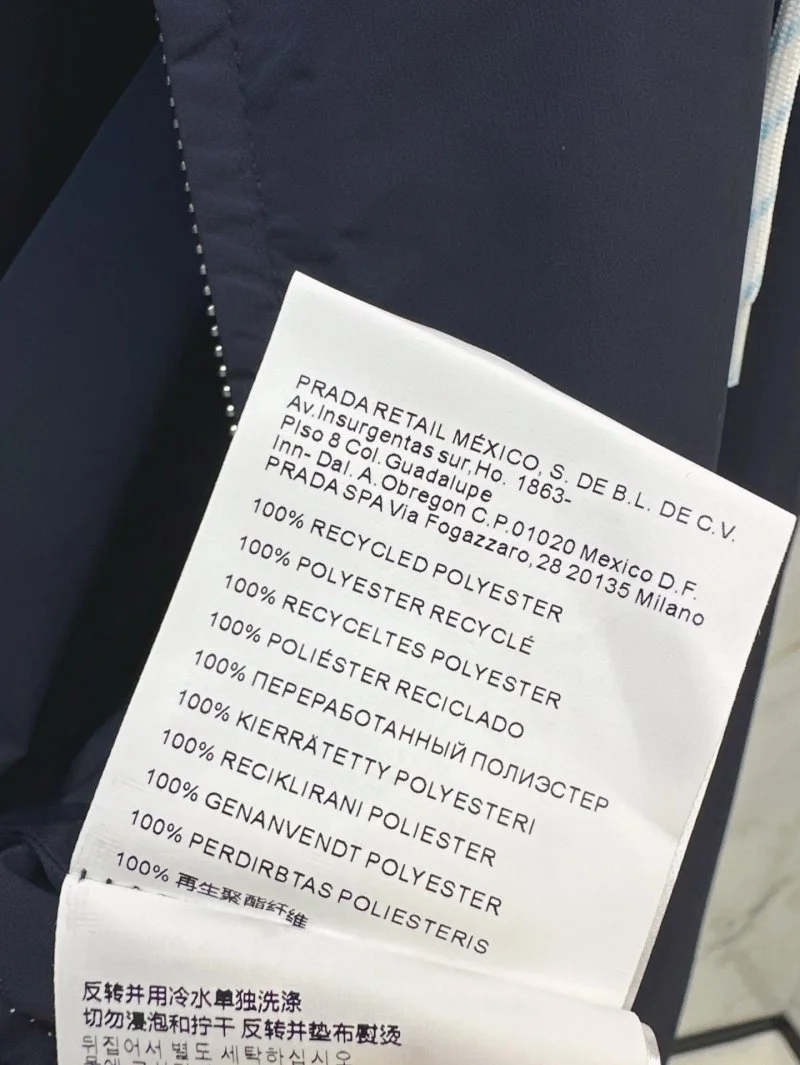 PRADA RETAIL MÉXICO, S. DE B.L. DE C.V.
Av.Insurgentas sur,Ho. 1863-
Plso 8 Col. Guadalupe
Inn- Dal. A.Obregon C.P.01020 Mexico D.F.
PRADA SPA Via Fogazzaro,28 20135 Milano
100% RECYCLED POLYESTER
100% POLYESTER RECYCLÉ
100% RECYCELTES POLYESTER
100% POLIÉSTER RECICLADO
100% ПЕРЕРАБОТАННЫЙ ПОЛИЭСТЕР
100% KIERRÄTETTY POLYESTERI
100% RECIKLIRANI POLIESTER
100% GENANVENDT POLYESTER
100% PERDIRBTAS POLIESTERIS
100% 再生聚酯纤维
反转并用冷水单独洗涤
切勿浸泡和拧干 反转并垫布熨烫
뒤집어서 별도 세탁하십시오